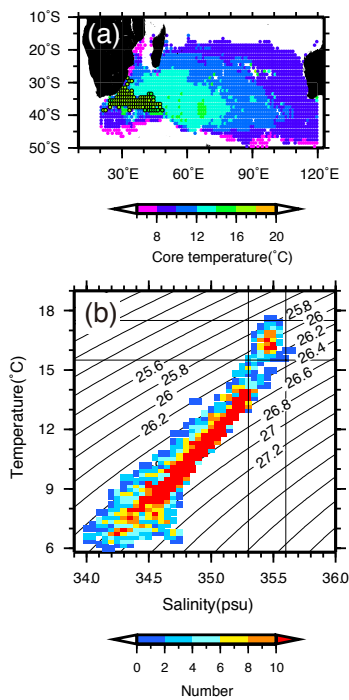 (a)
10˚S
20˚S
30˚S
40˚S
50˚S
30˚E 60˚E 90˚E 120˚E
8 12 16 20
Core temperature(˚C)
(b)
18
15
12
9
6
Temperature(˚C)
25.6
25.8
26
26.2
25.8
26
26.2
26.4
26.6
26.8
27
27.2
34.0 34.5 35.0 35.5 36.0
Salinity(psu)
0 2 4 6 8 10
Number